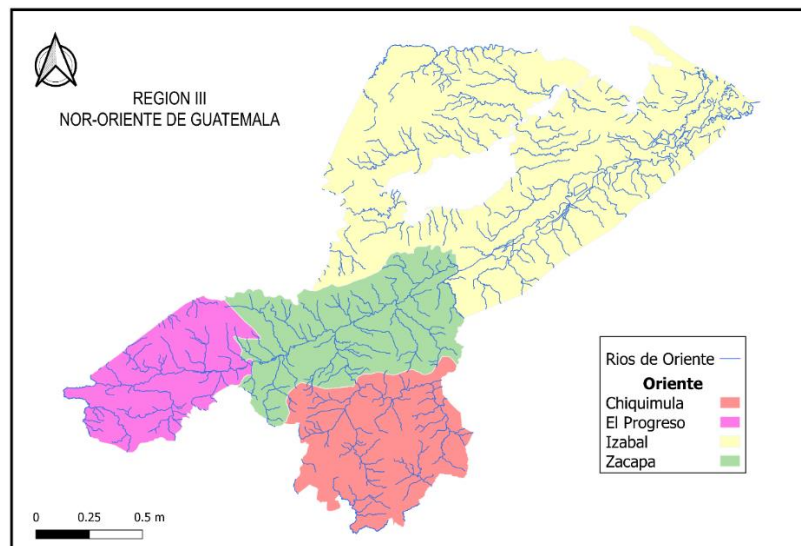 REGION III
NOR-ORIENTE DE GUATEMALA
Rios de Oriente
Oriente
Chiquimula
El Progreso
Izabal
Zacapa
0 0.25 0.5 m